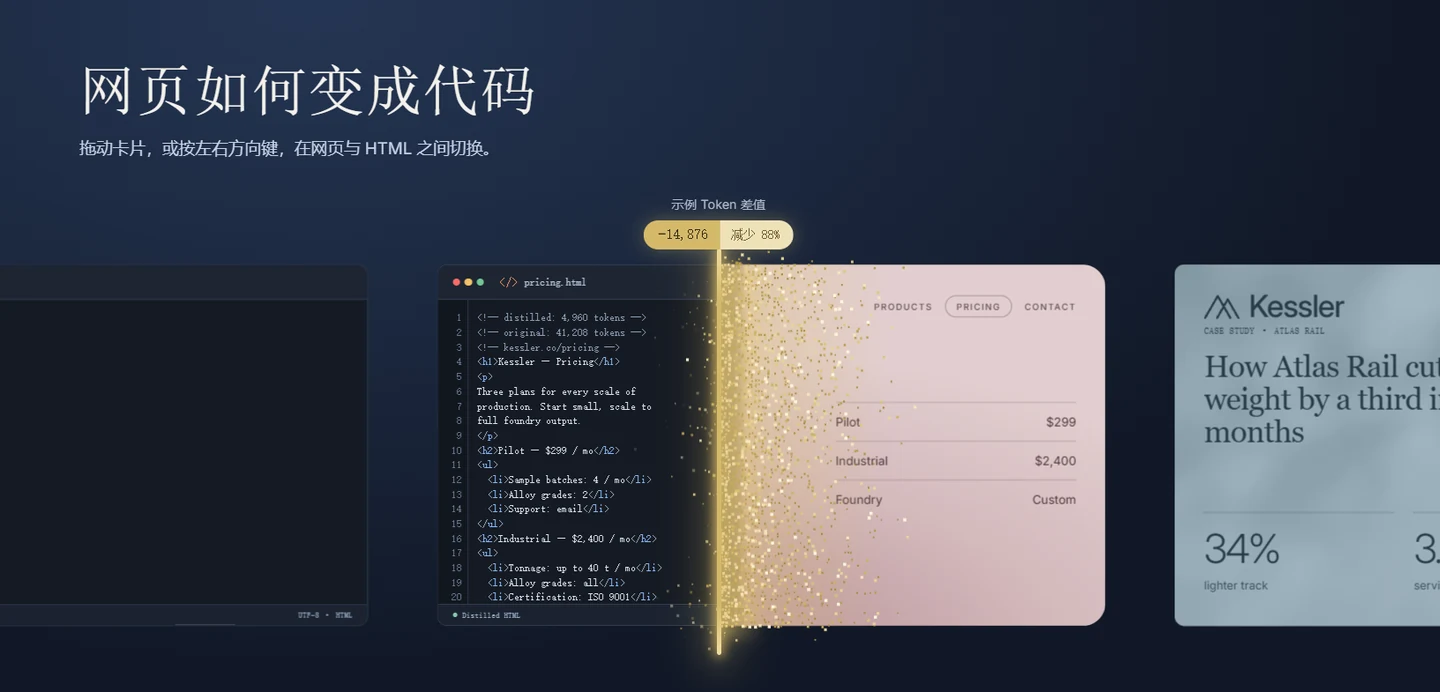 网页如何变成代码
拖动卡片，或按左右方向键，在网页与 HTML 之间切换。
示例 Token 差值
−14,876 减少 88%
UTF-8 • HTML
</> pricing.html
1 <!── distilled: 4,960 tokens ──>
2 <!── original: 41,208 tokens ──>
3 <!── kessler.co/pricing ──>
4 <h1>Kessler — Pricing</h1>
5 <p>
6 Three plans for every scale of
7 production. Start small, scale to
8 full foundry output.
9 </p>
10 <h2>Pilot — $299 / mo</h2>
11 <ul>
12 <li>Sample batches: 4 / mo</li>
13 <li>Alloy grades: 2</li>
14 <li>Support: email</li>
15 </ul>
16 <h2>Industrial — $2,400 / mo</h2>
17 <ul>
18 <li>Tonnage: up to 40 t / mo</li>
19 <li>Alloy grades: all</li>
20 <li>Certification: ISO 9001</li>
Distilled HTML
PRODUCTS PRICING CONTACT
Pilot $299
Industrial $2,400
Foundry Custom
Kessler
CASE STUDY • ATLAS RAIL
How Atlas Rail cut
weight by a third
months
34% 3.
lighter track